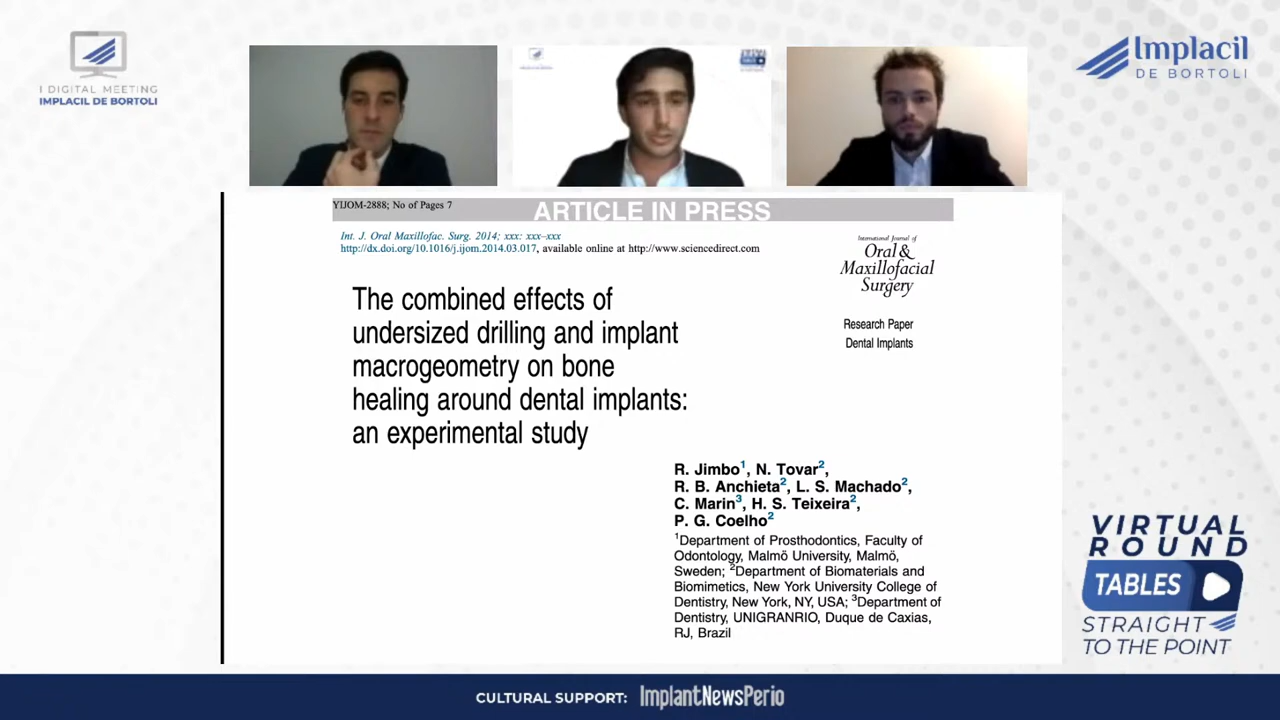 I DIGITAL MEETING
IMPLACIL DE BORTOLI
Implacil
DE BORTOLI
YIJOM-2888; No of Pages 7
ARTICLE IN PRESS
Int. J. Oral Maxillofac. Surg. 2014; xxx: xxx–xxx
http://dx.doi.org/10.1016/j.ijom.2014.03.017, available online at http://www.sciencedirect.com
International Journal of
Oral &
Maxillofacial
Surgery
Research Paper
Dental Implants
The combined effects of
undersized drilling and implant
macrogeometry on bone
healing around dental implants:
an experimental study
R. Jimbo1, N. Tovar2,
R. B. Anchieta2, L. S. Machado2,
C. Marin3, H. S. Teixeira2,
P. G. Coelho2
1Department of Prosthodontics, Faculty of
Odontology, Malmö University, Malmö,
Sweden; 2Department of Biomaterials and
Biomimetics, New York University College of
Dentistry, New York, NY, USA; 3Department of
Dentistry, UNIGRANRIO, Duque de Caxias,
RJ, Brazil
VIRTUAL
ROUND
TABLES
STRAIGHT
TO THE POINT
CULTURAL SUPPORT: ImplantNewsPerio